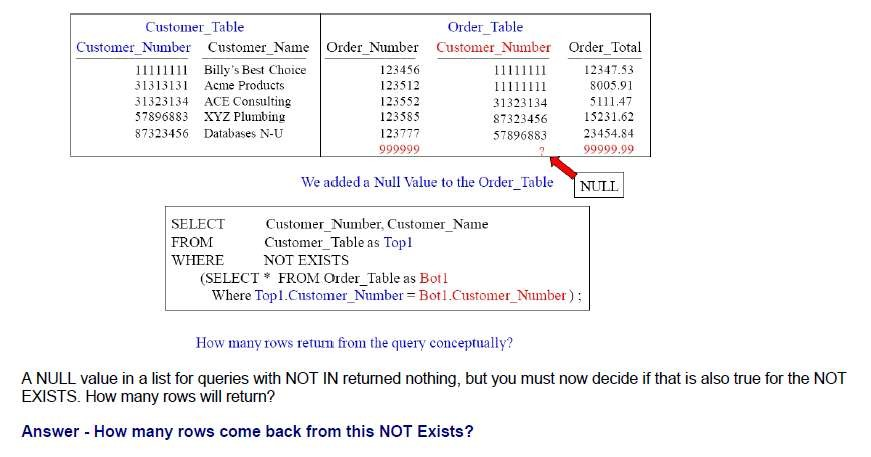 Customer_Table Order_Table
Customer_Number Customer_Name Order_Number Customer_Number Order_Total
11111111 Billy's Best Choice 123456 11111111 12347.53
31313131 Acme Products 123512 11111111 8005.91
31323134 ACE Consulting 123552 31323134 5111.47
57896883 XYZ Plumbing 123585 87323456 15231.62
87323456 Databases N-U 123777 57896883 23454.84
999999 ? 99999.99
We added a Null Value to the Order_Table NULL
SELECT Customer_Number, Customer_Name
FROM Customer_Table as Top1
WHERE NOT EXISTS
(SELECT * FROM Order_Table as Bot1
Where Top1.Customer_Number = Bot1.Customer_Number ) ;
How many rows return from the query conceptually?
A NULL value in a list for queries with NOT IN returned nothing, but you must now decide if that is also true for the NOT
EXISTS. How many rows will return?
Answer - How many rows come back from this NOT Exists?